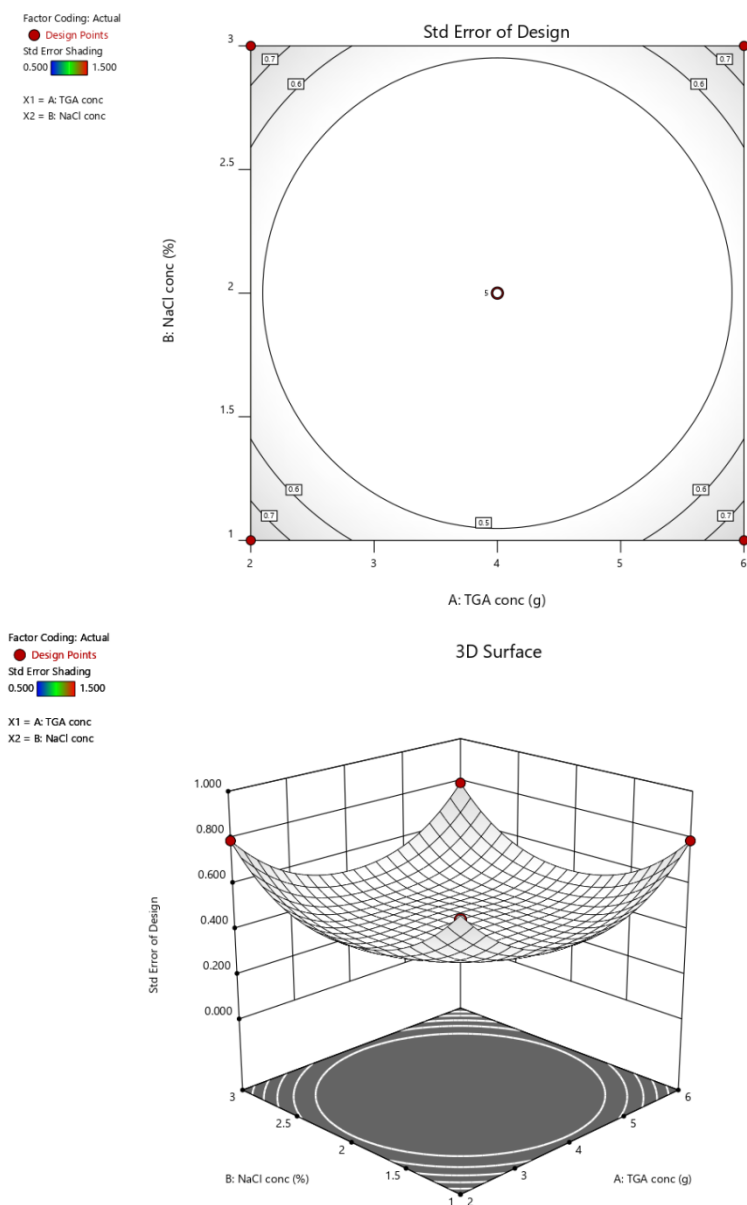 Factor Coding: Actual
Design Points
Std Error Shading
0.500 1.500
X1 = A: TGA conc
X2 = B: NaCl conc
Std Error of Design
3
2.5
2
1.5
1
B: NaCl conc (%)
0.7
0.7
0.6
0.6
5
0.6
0.6
0.7
0.7
0.5
2 3 4 5 6
A: TGA conc (g)
Factor Coding: Actual
Design Points
Std Error Shading
0.500 1.500
X1 = A: TGA conc
X2 = B: NaCl conc
3D Surface
1.000
0.800
0.600
0.400
0.200
0.000
Std Error of Design
3
2.5
2
1.5
1
B: NaCl conc (%)
2
3
4
5
6
A: TGA conc (g)